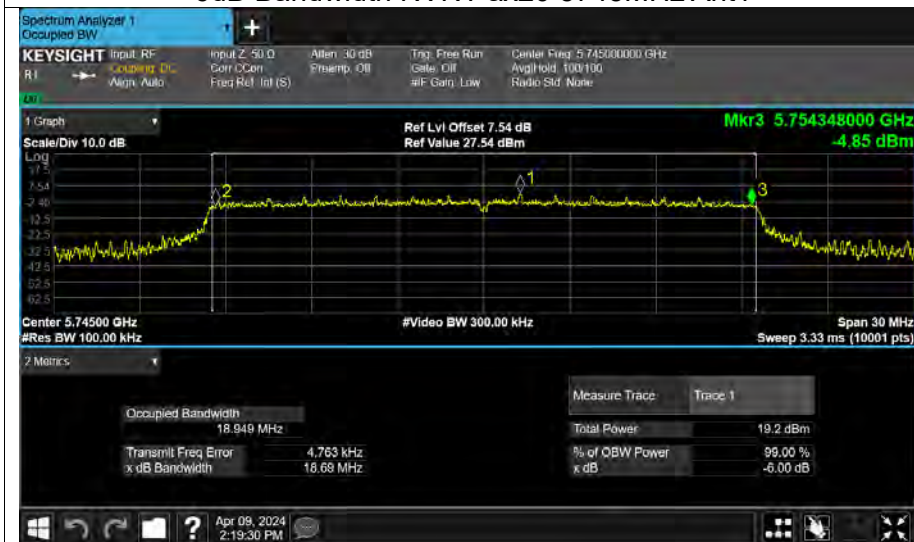 Spectrum Analyzer 1
Occupied BW
KEYSIGHT
Input: RF
Coupling: DC
Align: Auto
Input Z: 50 Ω
Corr CCorr
Freq Ref: Int (S)
Atten: 30 dB
Preamp: Off
Trig: Free Run
Gate: Off
#IF Gain: Low
Center Freq: 5.745000000 GHz
Avg|Hold: 100/100
Radio Std: None
1 Graph
Scale/Div 10.0 dB
Log
Ref Lvl Offset 7.54 dB
Ref Value 27.54 dBm
Mkr3 5.754348000 GHz
-4.85 dBm
17.5
7.54
-2.46
-12.5
-22.5
-32.5
-42.5
-52.5
-62.5
1
2
3
Center 5.74500 GHz
#Res BW 100.00 kHz
#Video BW 300.00 kHz
Span 30 MHz
Sweep 3.33 ms (10001 pts)
2 Metrics
Measure Trace Trace 1
Occupied Bandwidth
18.949 MHz
Total Power 19.2 dBm
Transmit Freq Error 4.763 kHz
% of OBW Power 99.00 %
x dB Bandwidth 18.69 MHz
x dB -6.00 dB
?
Apr 09, 2024
2:19:30 PM